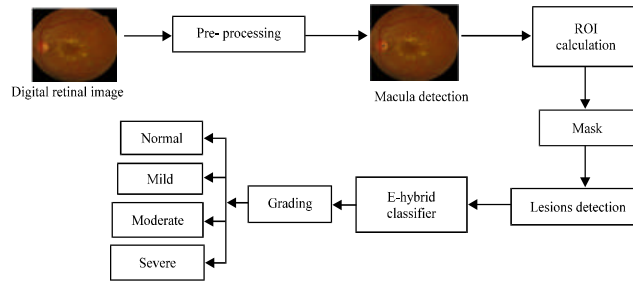 Digital retinal image
Pre- processing
Macula detection
ROI
calculation
Mask
Lesions detection
E-hybrid
classifier
Grading
Normal
Mild
Moderate
Severe